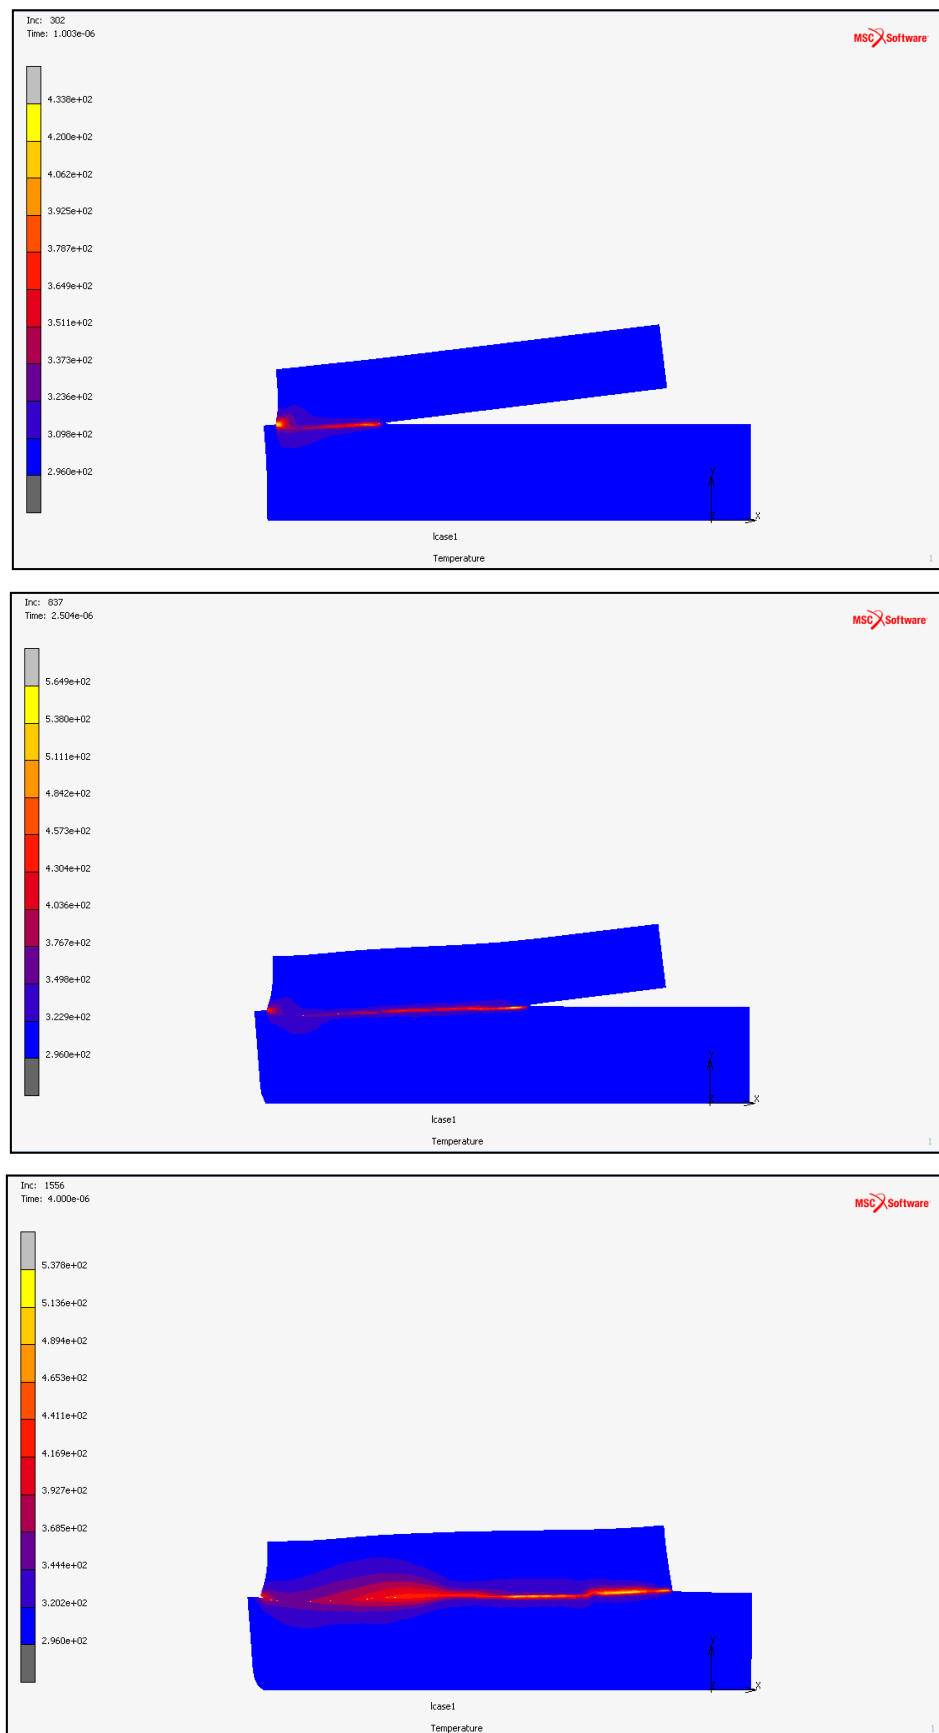 Inc: 302
Time: 1.003e-06
MSC Software
4.338e+02
4.200e+02
4.062e+02
3.925e+02
3.787e+02
3.649e+02
3.511e+02
3.373e+02
3.236e+02
3.098e+02
2.960e+02
Y
Z
X
lcase1
Temperature
1
Inc: 837
Time: 2.504e-06
MSC Software
5.649e+02
5.380e+02
5.111e+02
4.842e+02
4.573e+02
4.304e+02
4.036e+02
3.767e+02
3.498e+02
3.229e+02
2.960e+02
Y
Z
X
lcase1
Temperature
1
Inc: 1556
Time: 4.000e-06
MSC Software
5.378e+02
5.136e+02
4.894e+02
4.653e+02
4.411e+02
4.169e+02
3.927e+02
3.685e+02
3.444e+02
3.202e+02
2.960e+02
Y
Z
X
lcase1
Temperature
1